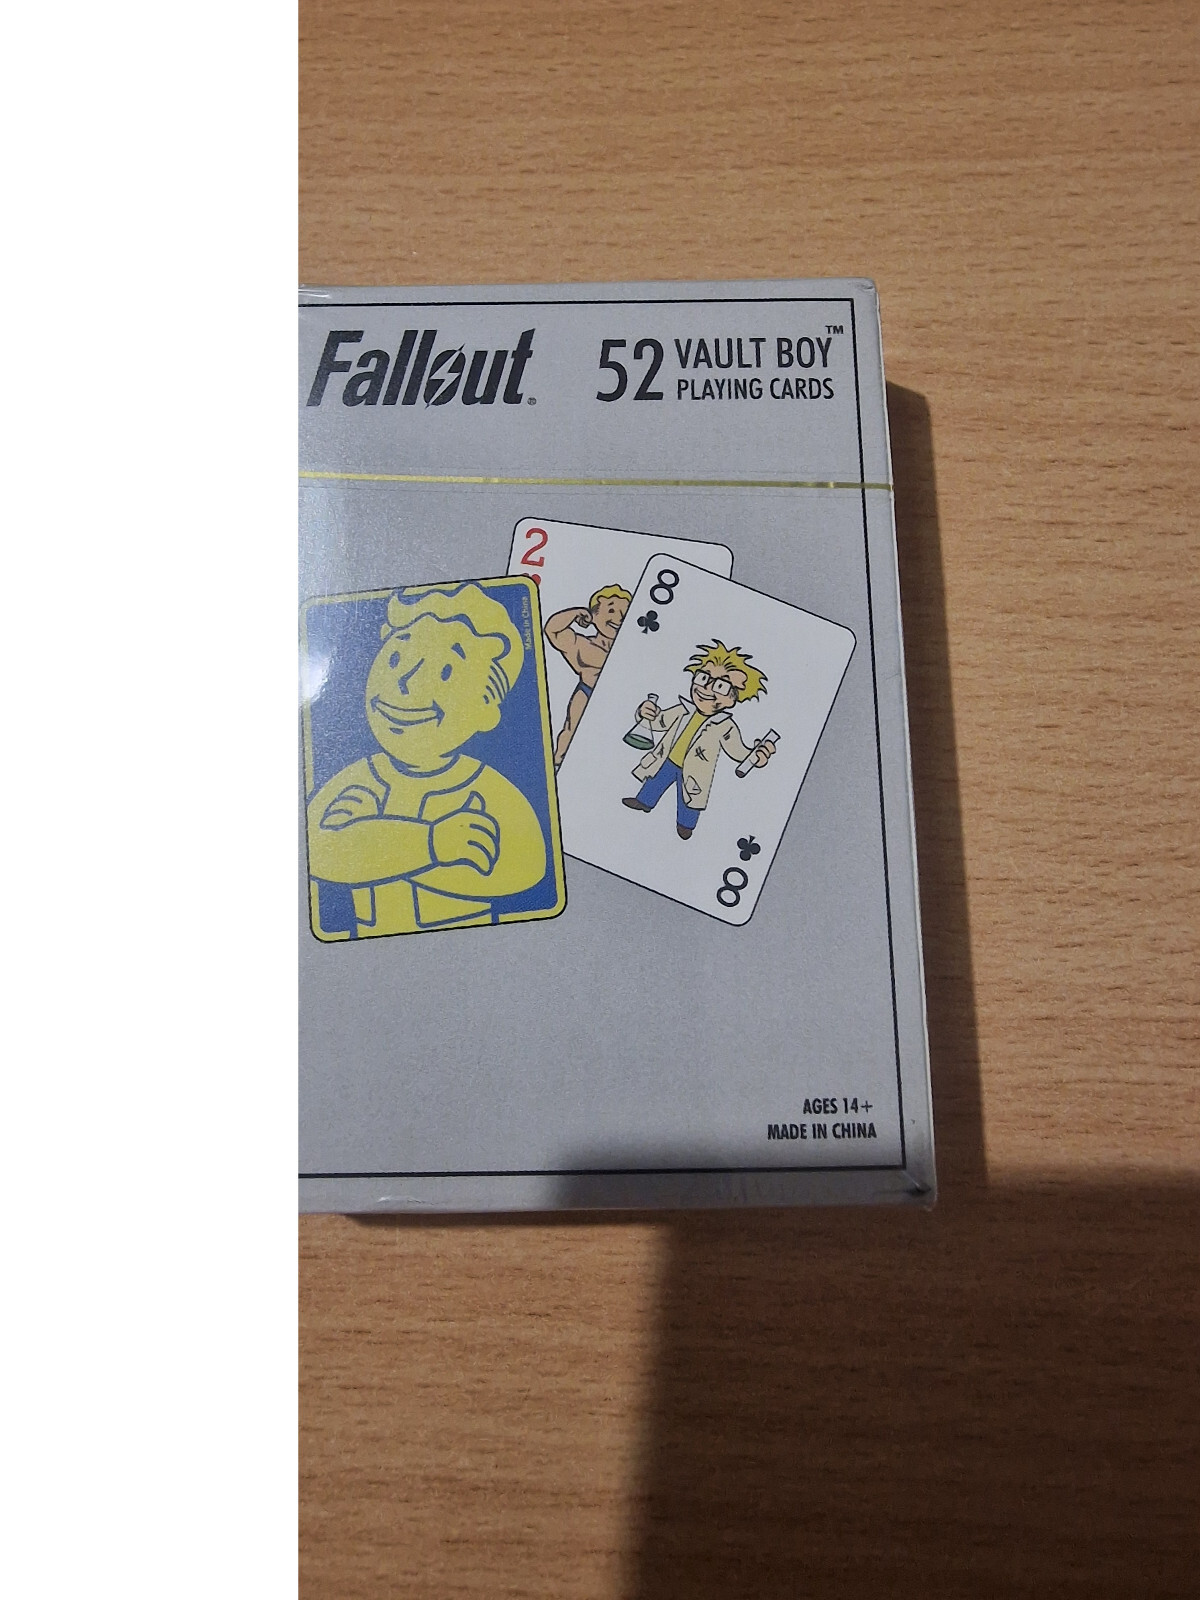 Fallout®
52 VAULT BOY™
PLAYING CARDS
2
8
Made in China
8
AGES 14+
MADE IN CHINA